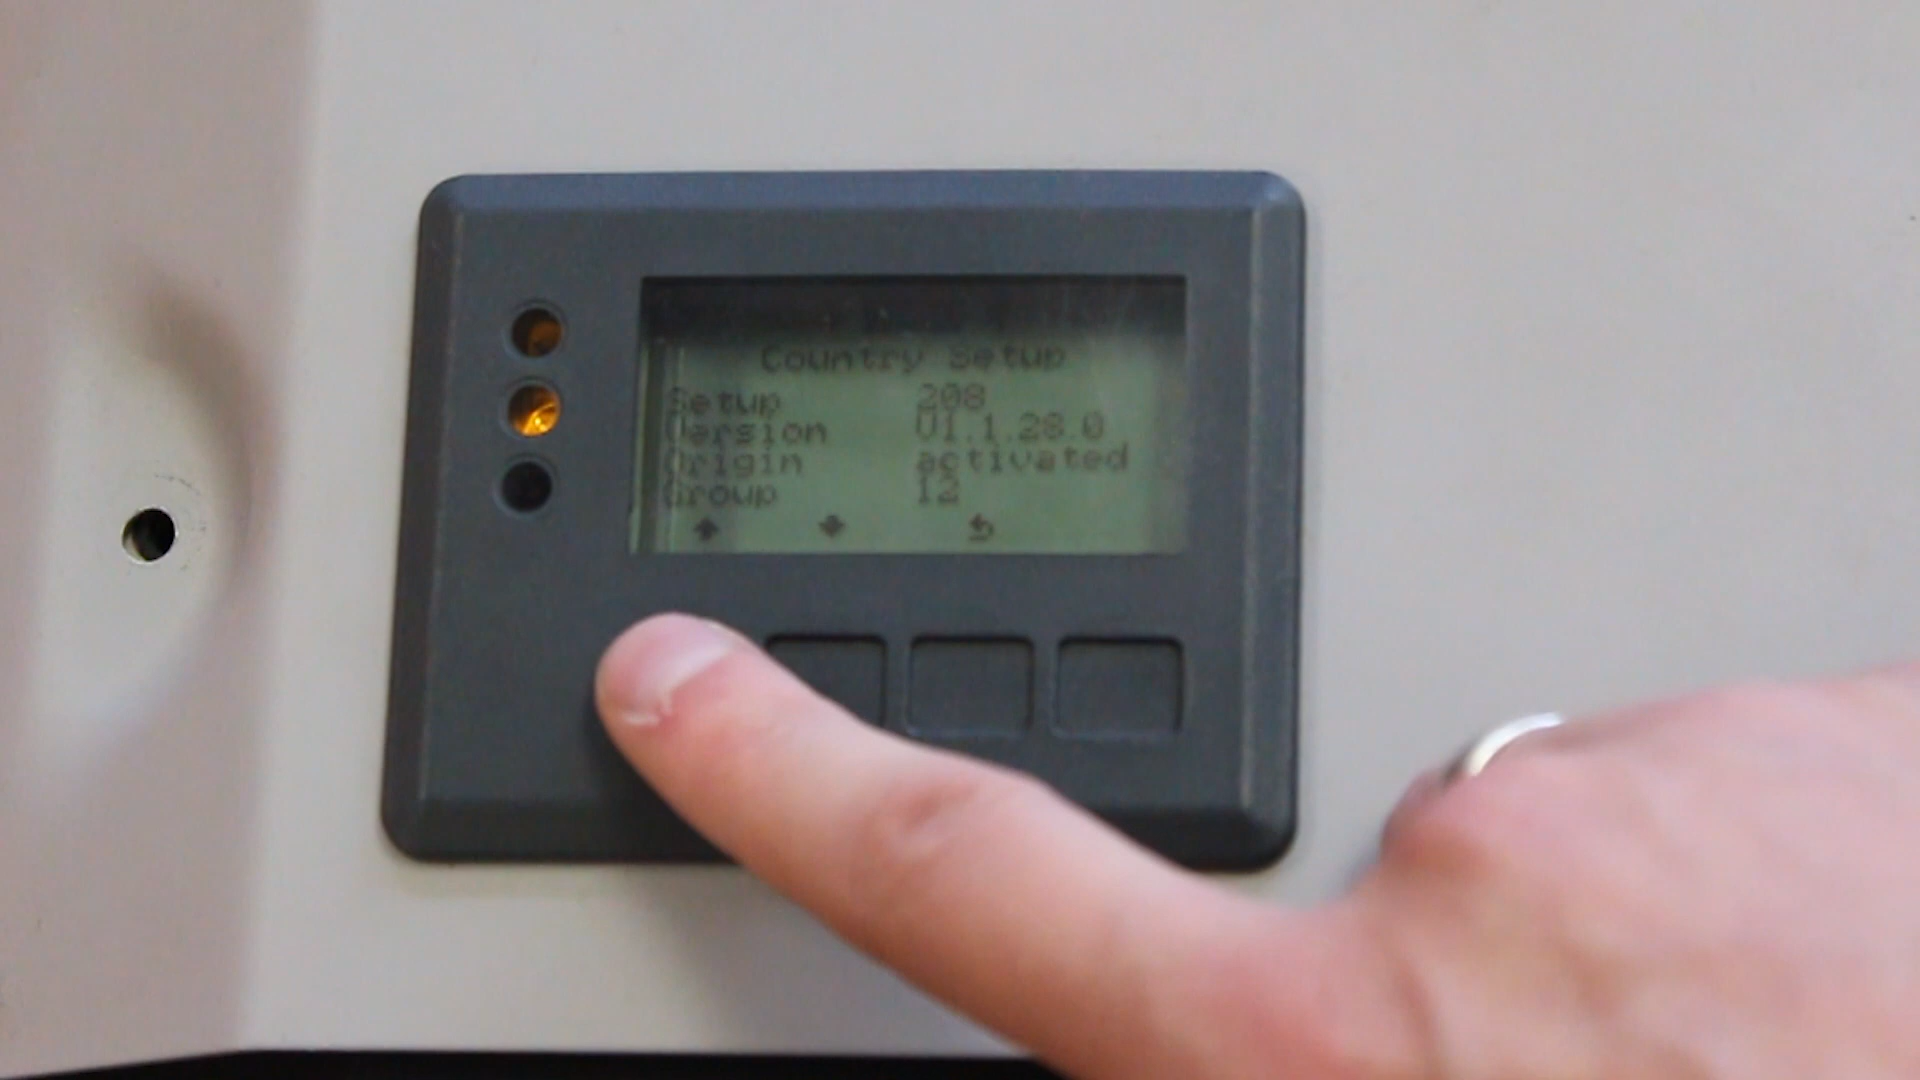 Country Setup
Setup 208
Version V1.1.28.0
Origin activated
Group 12